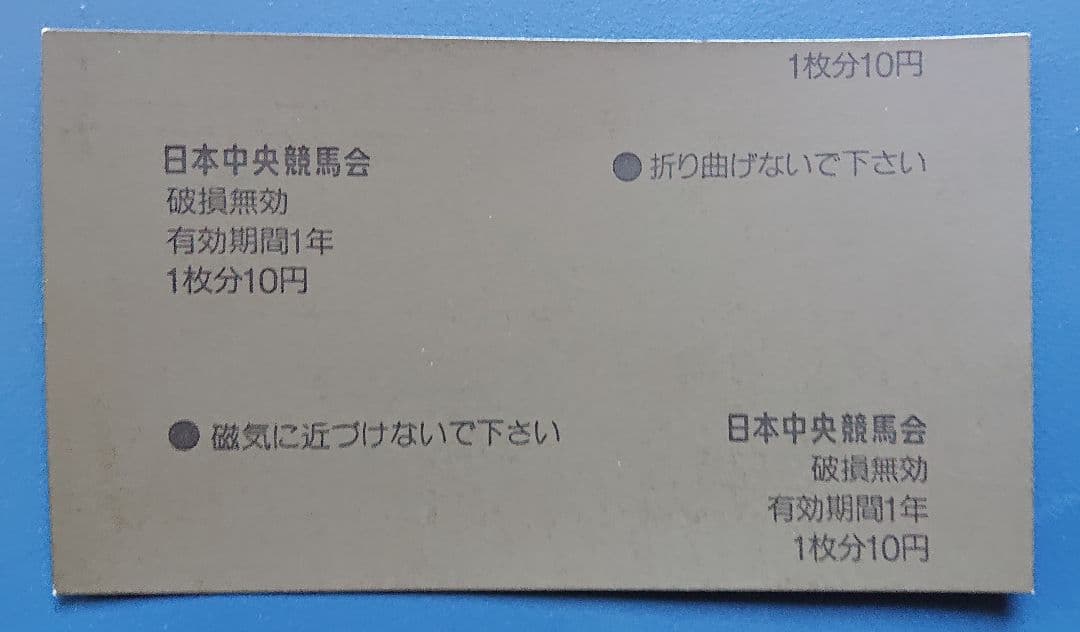 1枚分10円
日本中央競馬会
破損無効
有効期間1年
1枚分10円
●折り曲げないで下さい
●磁気に近づけないで下さい
日本中央競馬会
破損無効
有効期間1年
1枚分10円